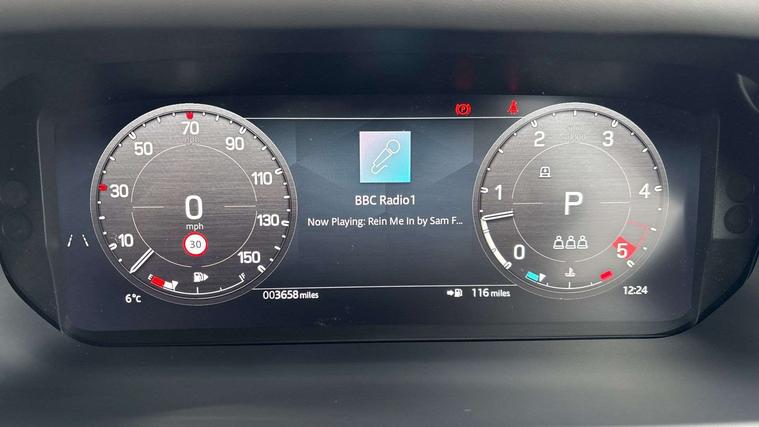 70
mph
50
90
30
110
0
mph
130
30
10
150
E
F
6°c
003658 miles
BBC Radio1
Now Playing: Rein Me In by Sam F...
116 miles
P
2
3
1
4
P
0
5
12:24